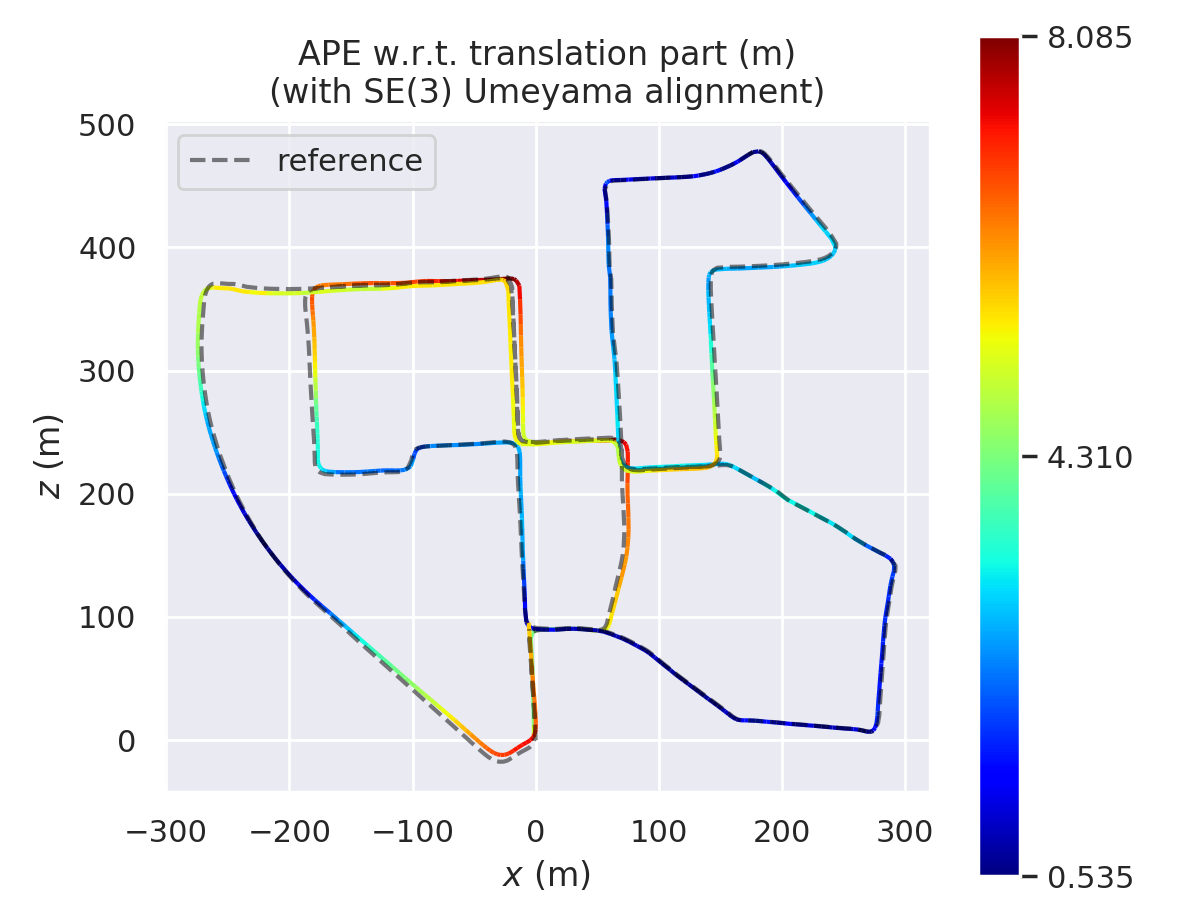 APE w.r.t. translation part (m)
(with SE(3) Umeyama alignment)
reference
500
400
300
200
100
0
z (m)
−300 −200 −100 0 100 200 300
x (m)
8.085
4.310
0.535